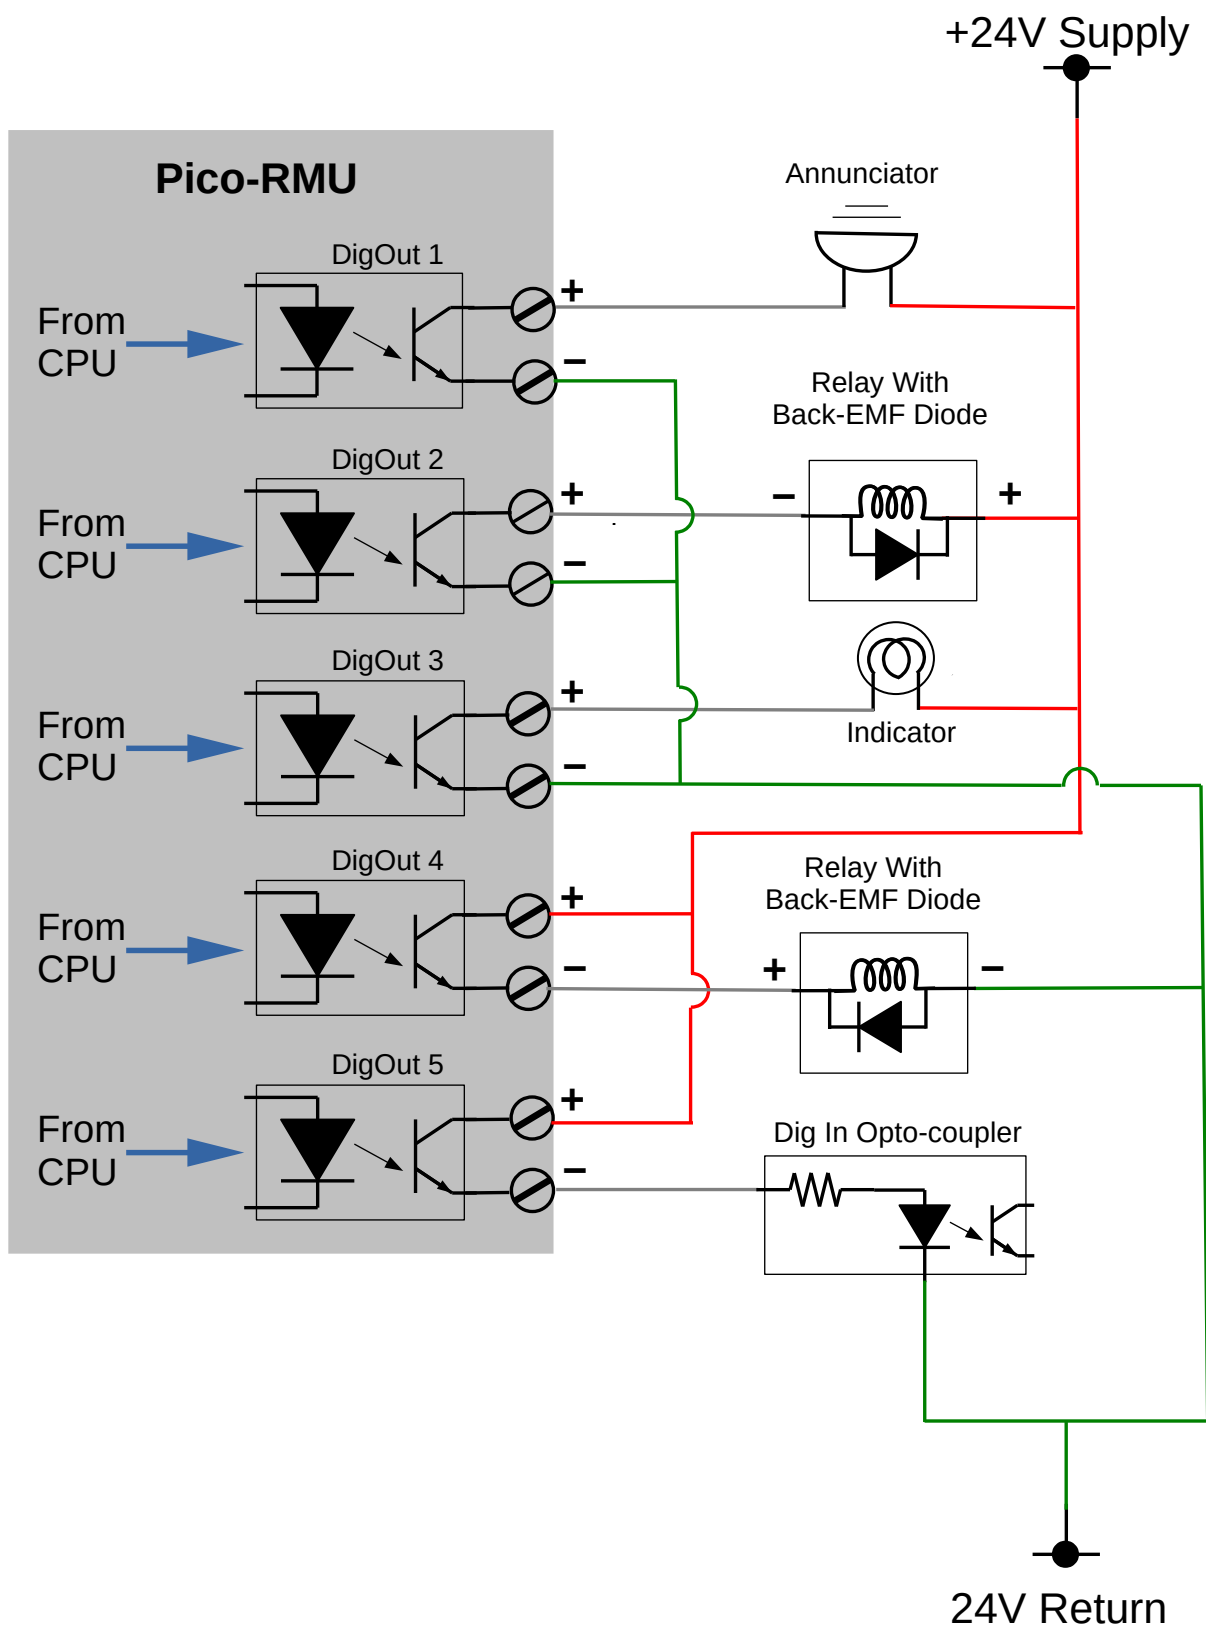 +24V Supply
Pico-RMU
Annunciator
DigOut 1
From
CPU
+
−
Relay With
Back-EMF Diode
DigOut 2
From
CPU
+
−
−
+
DigOut 3
From
CPU
+
−
Indicator
DigOut 4
From
CPU
+
−
Relay With
Back-EMF Diode
+
−
DigOut 5
From
CPU
+
−
Dig In Opto-coupler
24V Return